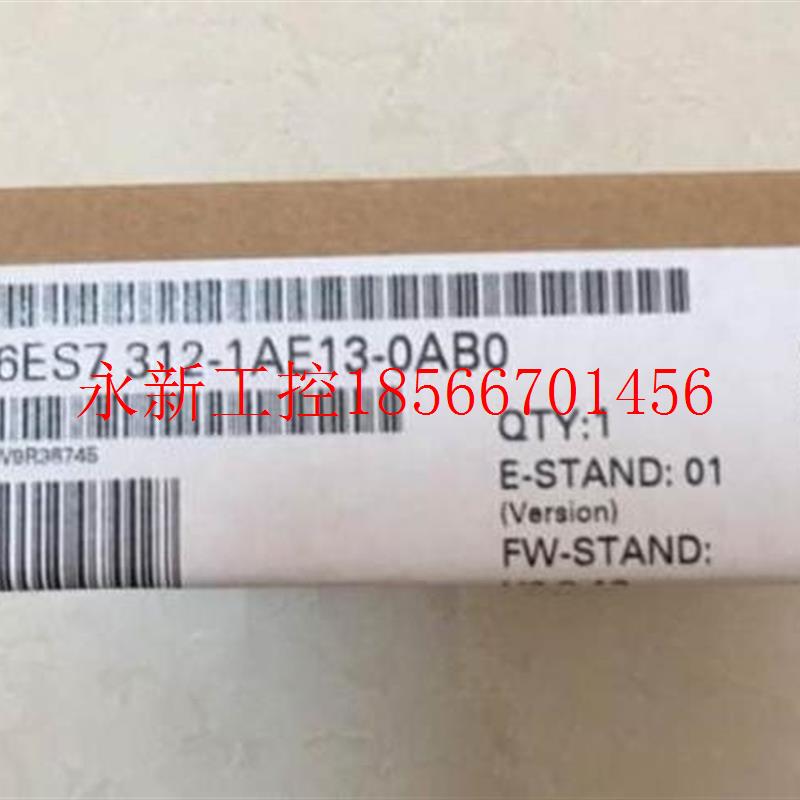 6ES7 312-1AE13-0AB0
永新工控18566701456
QTY:1
E-STAND: 01
(Version)
FW-STAND: